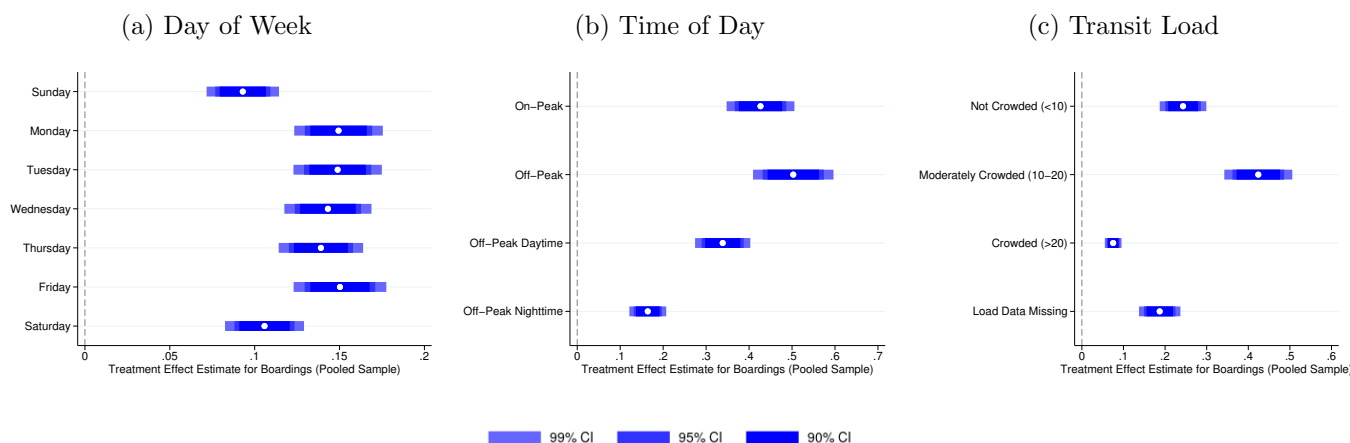 (a) Day of Week
Sunday
Monday
Tuesday
Wednesday
Thursday
Friday
Saturday
0 .05 .1 .15 .2
Treatment Effect Estimate for Boardings (Pooled Sample)
(b) Time of Day
On−Peak
Off−Peak
Off−Peak Daytime
Off−Peak Nighttime
0 .1 .2 .3 .4 .5 .6 .7
Treatment Effect Estimate for Boardings (Pooled Sample)
(c) Transit Load
Not Crowded (<10)
Moderately Crowded (10−20)
Crowded (>20)
Load Data Missing
0 .1 .2 .3 .4 .5 .6
Treatment Effect Estimate for Boardings (Pooled Sample)
99% CI 95% CI 90% CI